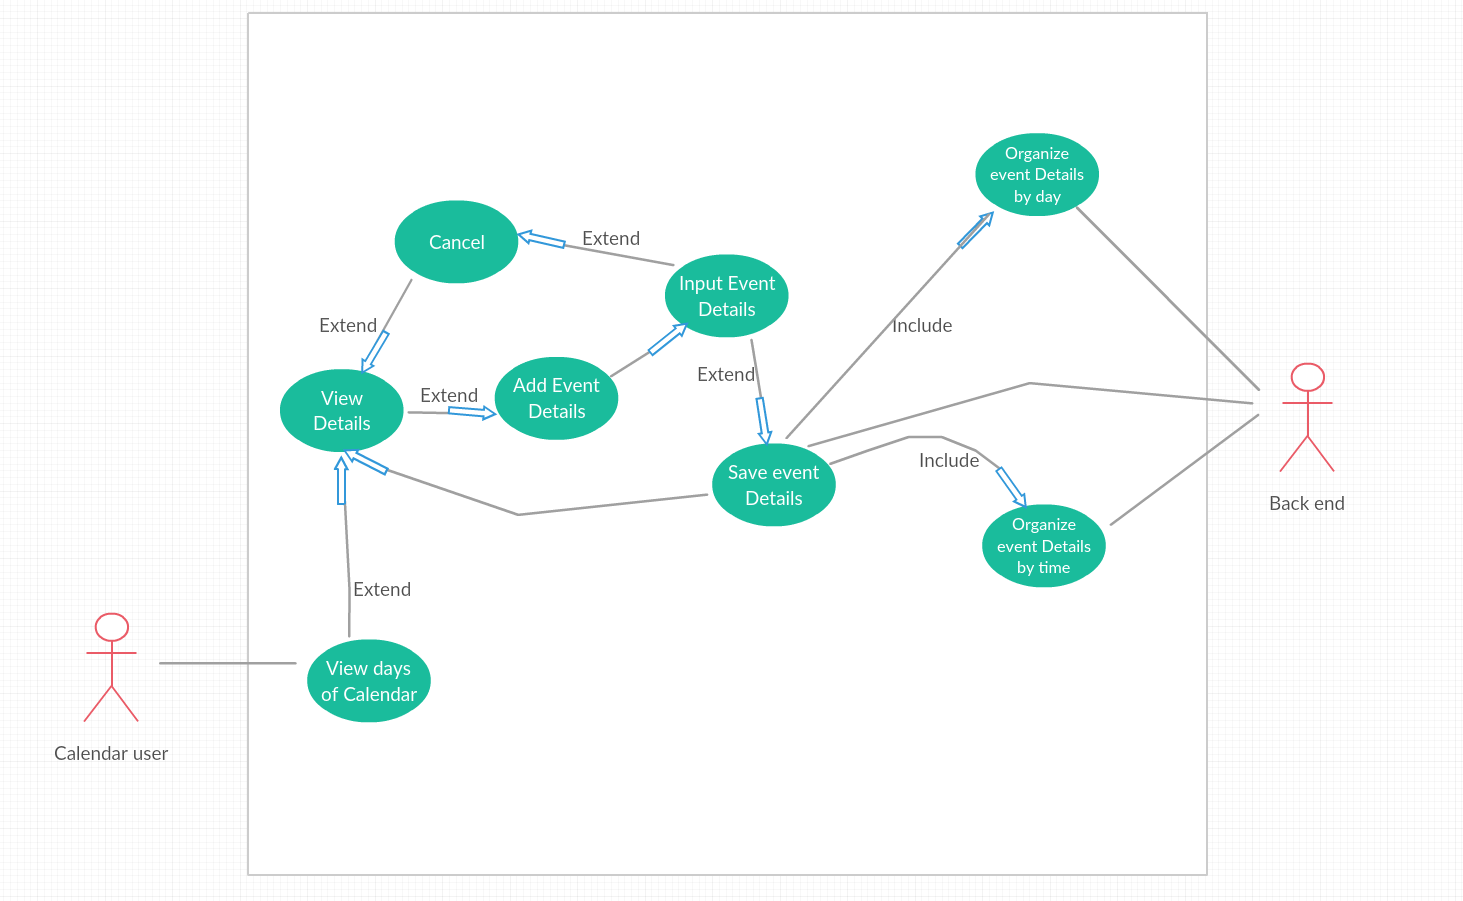 Organize
event Details
by day
Cancel
Extend
Input Event
Details
Extend
Include
Extend
Add Event
Details
View
Details
Extend
Save event
Details
Include
Organize
event Details
by time
Back end
Extend
View days
of Calendar
Calendar user